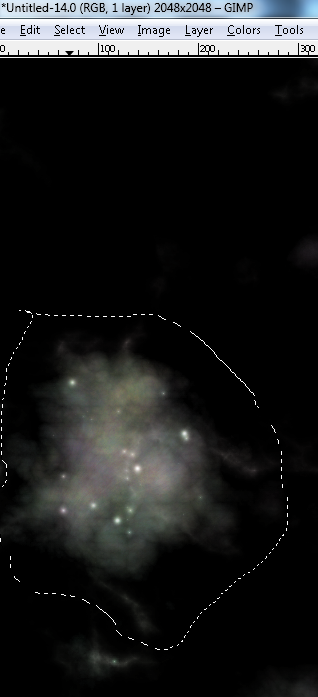 *Untitled-14.0 (RGB, 1 layer) 2048x2048 – GIMP
e Edit Select View Image Layer Colors Tools
0 100 200 300